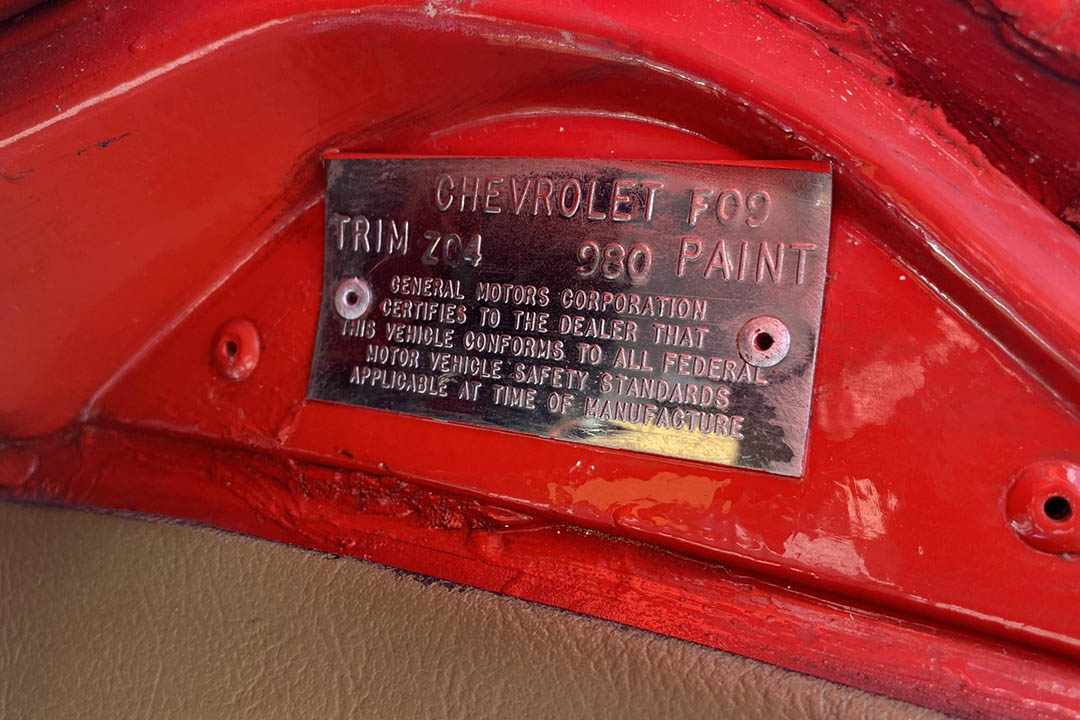 CHEVROLET F09
TRIM Z04 980 PAINT
GENERAL MOTORS CORPORATION
CERTIFIES TO THE DEALER THAT
THIS VEHICLE CONFORMS TO ALL FEDERAL
MOTOR VEHICLE SAFETY STANDARDS
APPLICABLE AT TIME OF MANUFACTURE